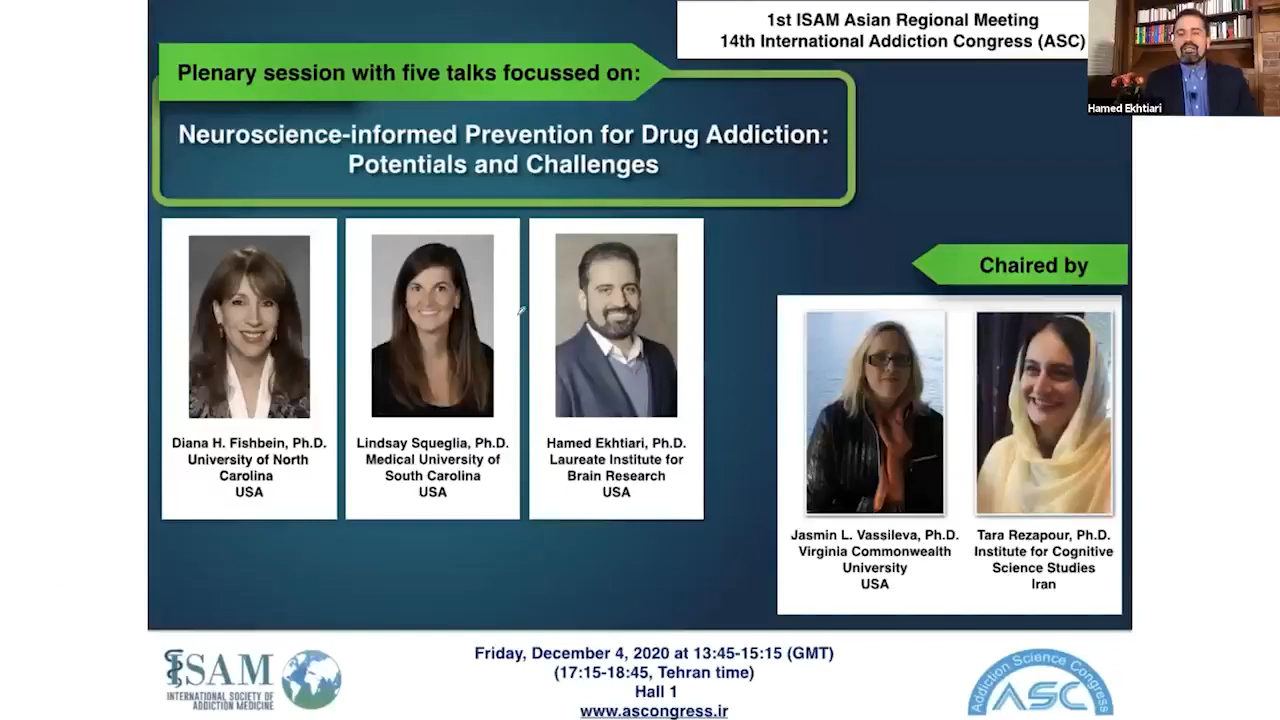 1st ISAM Asian Regional Meeting
14th International Addiction Congress (ASC)
Hamed Ekhtiari
Plenary session with five talks focussed on:
Neuroscience-informed Prevention for Drug Addiction:
Potentials and Challenges
Diana H. Fishbein, Ph.D.
University of North
Carolina
USA
Lindsay Squeglia, Ph.D.
Medical University of
South Carolina
USA
Hamed Ekhtiari, Ph.D.
Laureate Institute for
Brain Research
USA
Chaired by
Jasmin L. Vassileva, Ph.D.
Virginia Commonwealth
University
USA
Tara Rezapour, Ph.D.
Institute for Cognitive
Science Studies
Iran
ISAM
INTERNATIONAL SOCIETY OF
ADDICTION MEDICINE
Friday, December 4, 2020 at 13:45-15:15 (GMT)
(17:15-18:45, Tehran time)
Hall 1
www.ascongress.ir
Addiction Science Congress
ASC